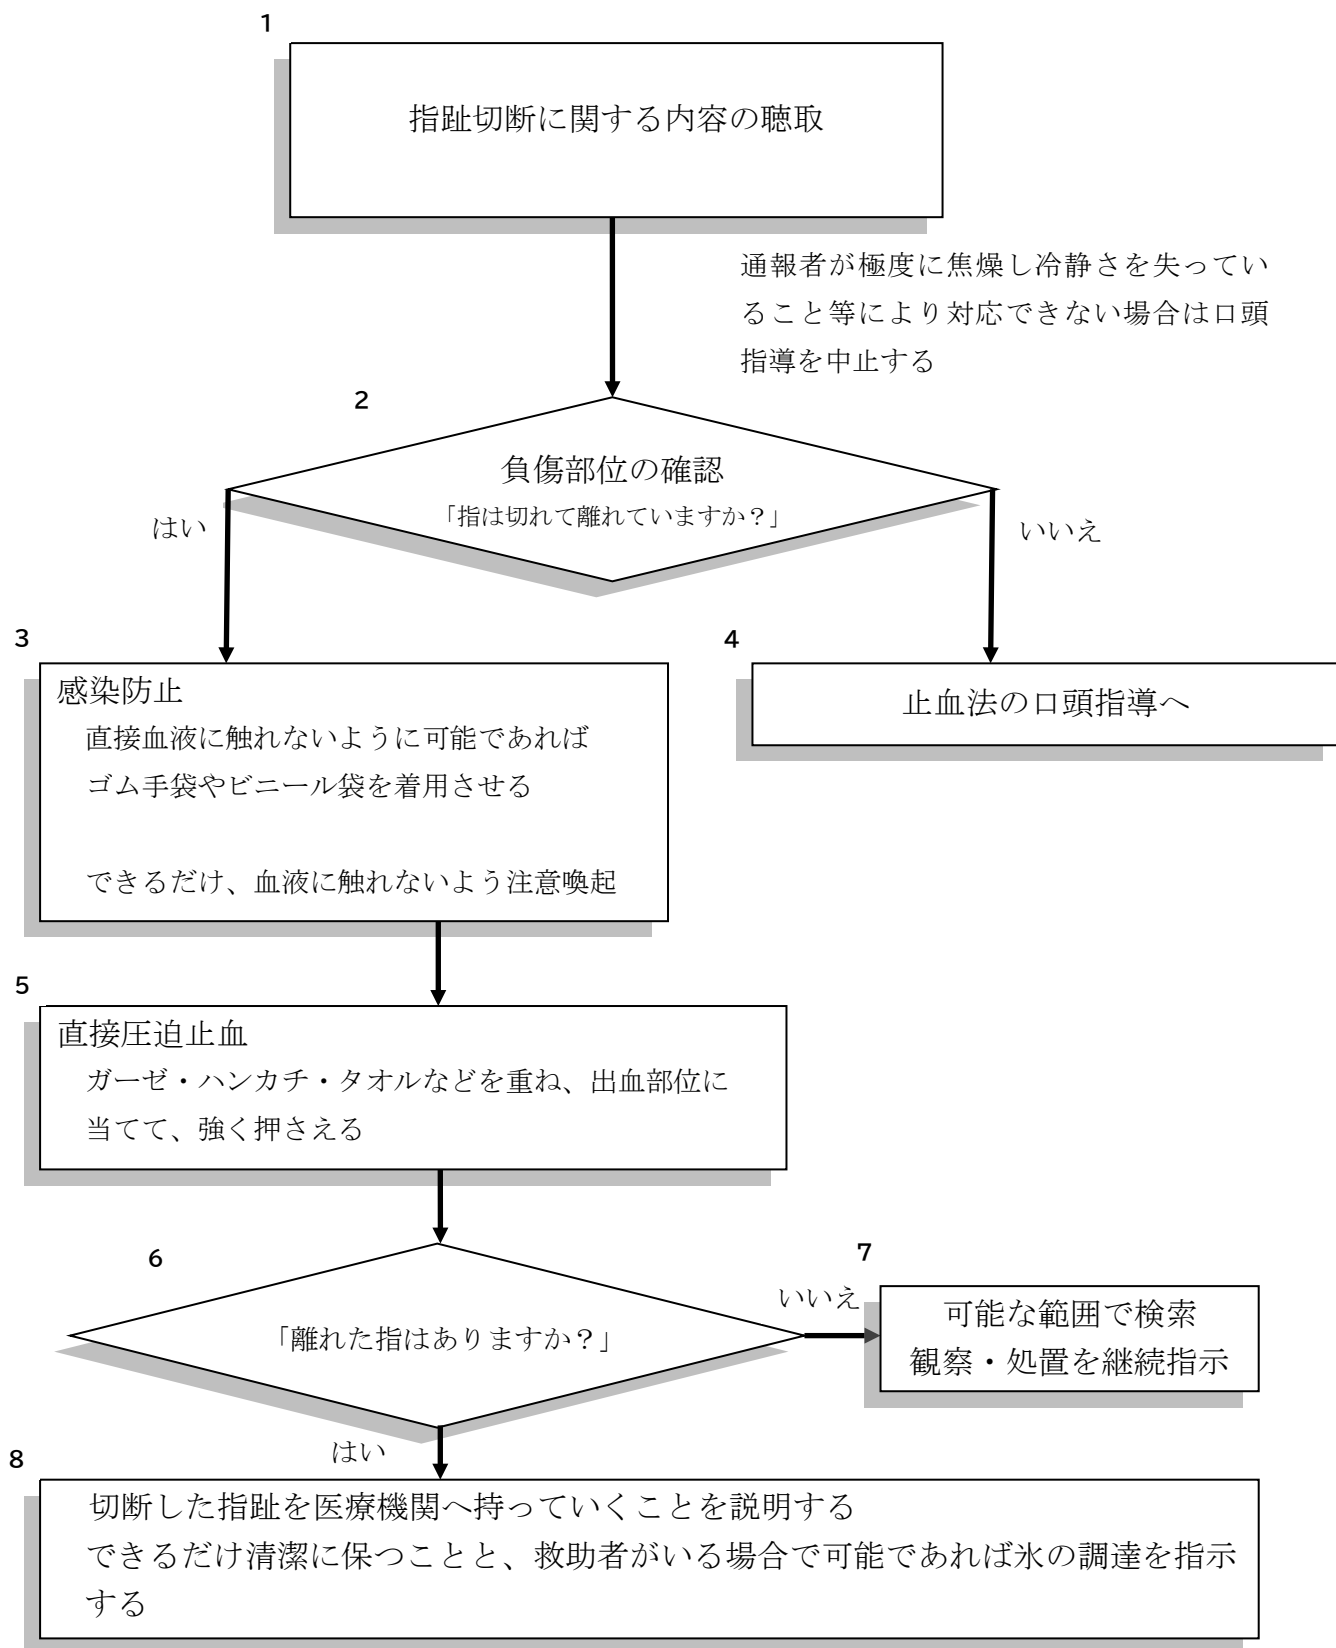 1
指趾切断に関する内容の聴取
通報者が極度に焦燥し冷静さを失ってい
ること等により対応できない場合は口頭
指導を中止する
2
負傷部位の確認
「指は切れて離れていますか？」
はい
いいえ
3
感染防止
直接血液に触れないように可能であれば
ゴム手袋やビニール袋を着用させる
できるだけ、血液に触れないよう注意喚起
4
止血法の口頭指導へ
5
直接圧迫止血
ガーゼ・ハンカチ・タオルなどを重ね、出血部位に
当てて、強く押さえる
6
「離れた指はありますか？」
いいえ
7
可能な範囲で検索
観察・処置を継続指示
はい
8
切断した指趾を医療機関へ持っていくことを説明する
できるだけ清潔に保つことと、救助者がいる場合で可能であれば氷の調達を指示
する